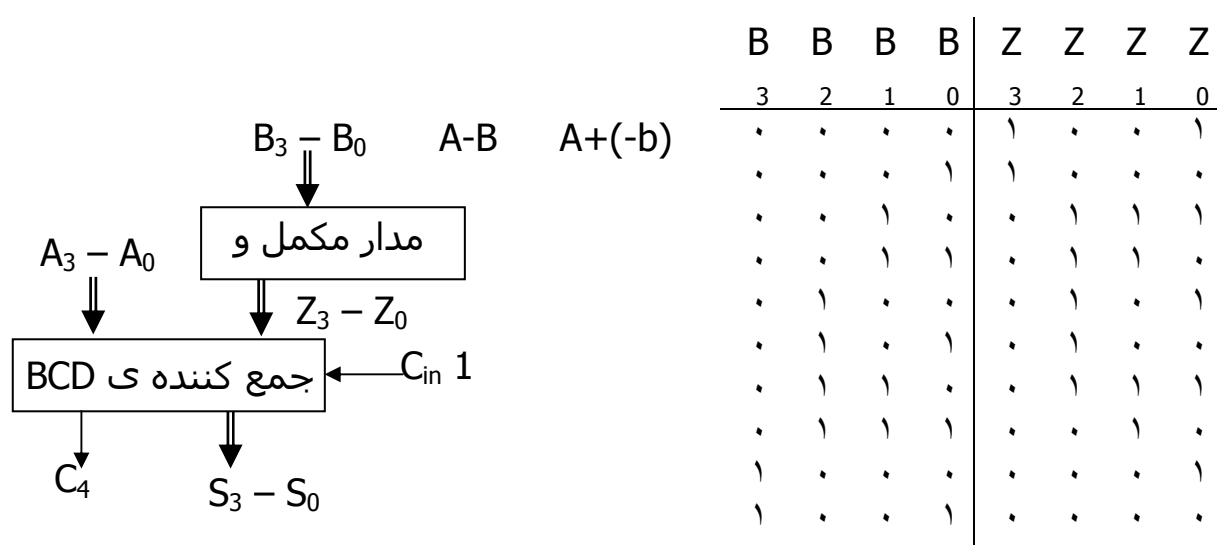 B₃ – B₀ A-B A+(-b)
مدار مکمل و
A₃ – A₀
Z₃ – Z₀
جمع کننده ی BCD
C_in 1
C₄
S₃ – S₀
B B B B Z Z Z Z
3 2 1 0 3 2 1 0
۰ ۰ ۰ ۰ ۱ ۰ ۰ ۱
۰ ۰ ۰ ۱ ۱ ۰ ۰ ۰
۰ ۰ ۱ ۰ ۰ ۱ ۱ ۱
۰ ۰ ۱ ۱ ۰ ۱ ۱ ۰
۰ ۱ ۰ ۰ ۰ ۱ ۰ ۱
۰ ۱ ۰ ۱ ۰ ۱ ۰ ۰
۰ ۱ ۱ ۰ ۰ ۱ ۱ ۱
۰ ۱ ۱ ۱ ۰ ۰ ۱ ۰
۱ ۰ ۰ ۰ ۰ ۰ ۰ ۱
۱ ۰ ۰ ۱ ۰ ۰ ۰ ۰